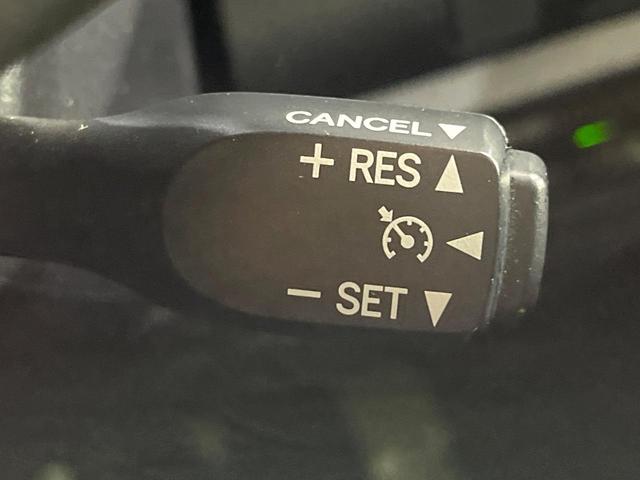 CANCEL ▼
+ RES ▲
◀
− SET ▼